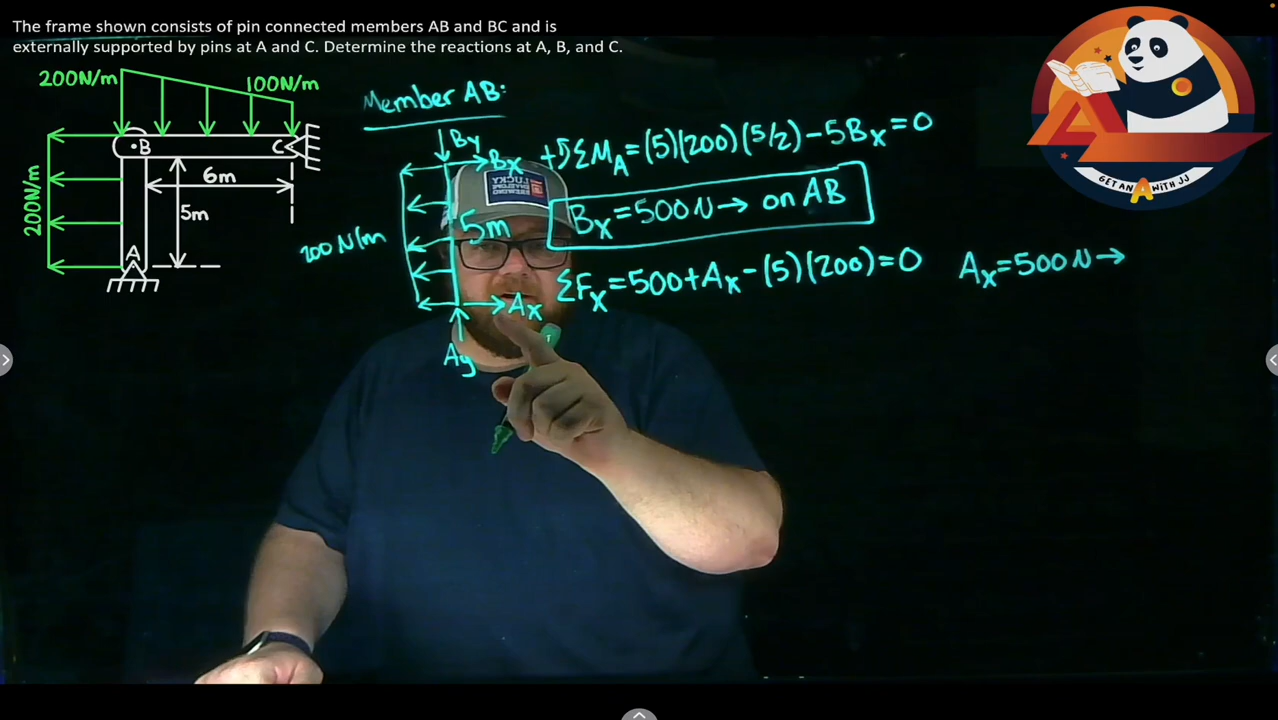 The frame shown consists of pin connected members AB and BC and is
externally supported by pins at A and C. Determine the reactions at A, B, and C.
200N/m
100N/m
B
C
6m
5m
200N/m
A
Member AB:
By
Bx
5m
200 N/m
Ax
Ay
+↺ΣM_A=(5)(200)(5/2)-5Bx=0
Bx=500N→ on AB
ΣFx=500+Ax-(5)(200)=0
Ax=500N→
LUCKY
GET AN A WITH JJ